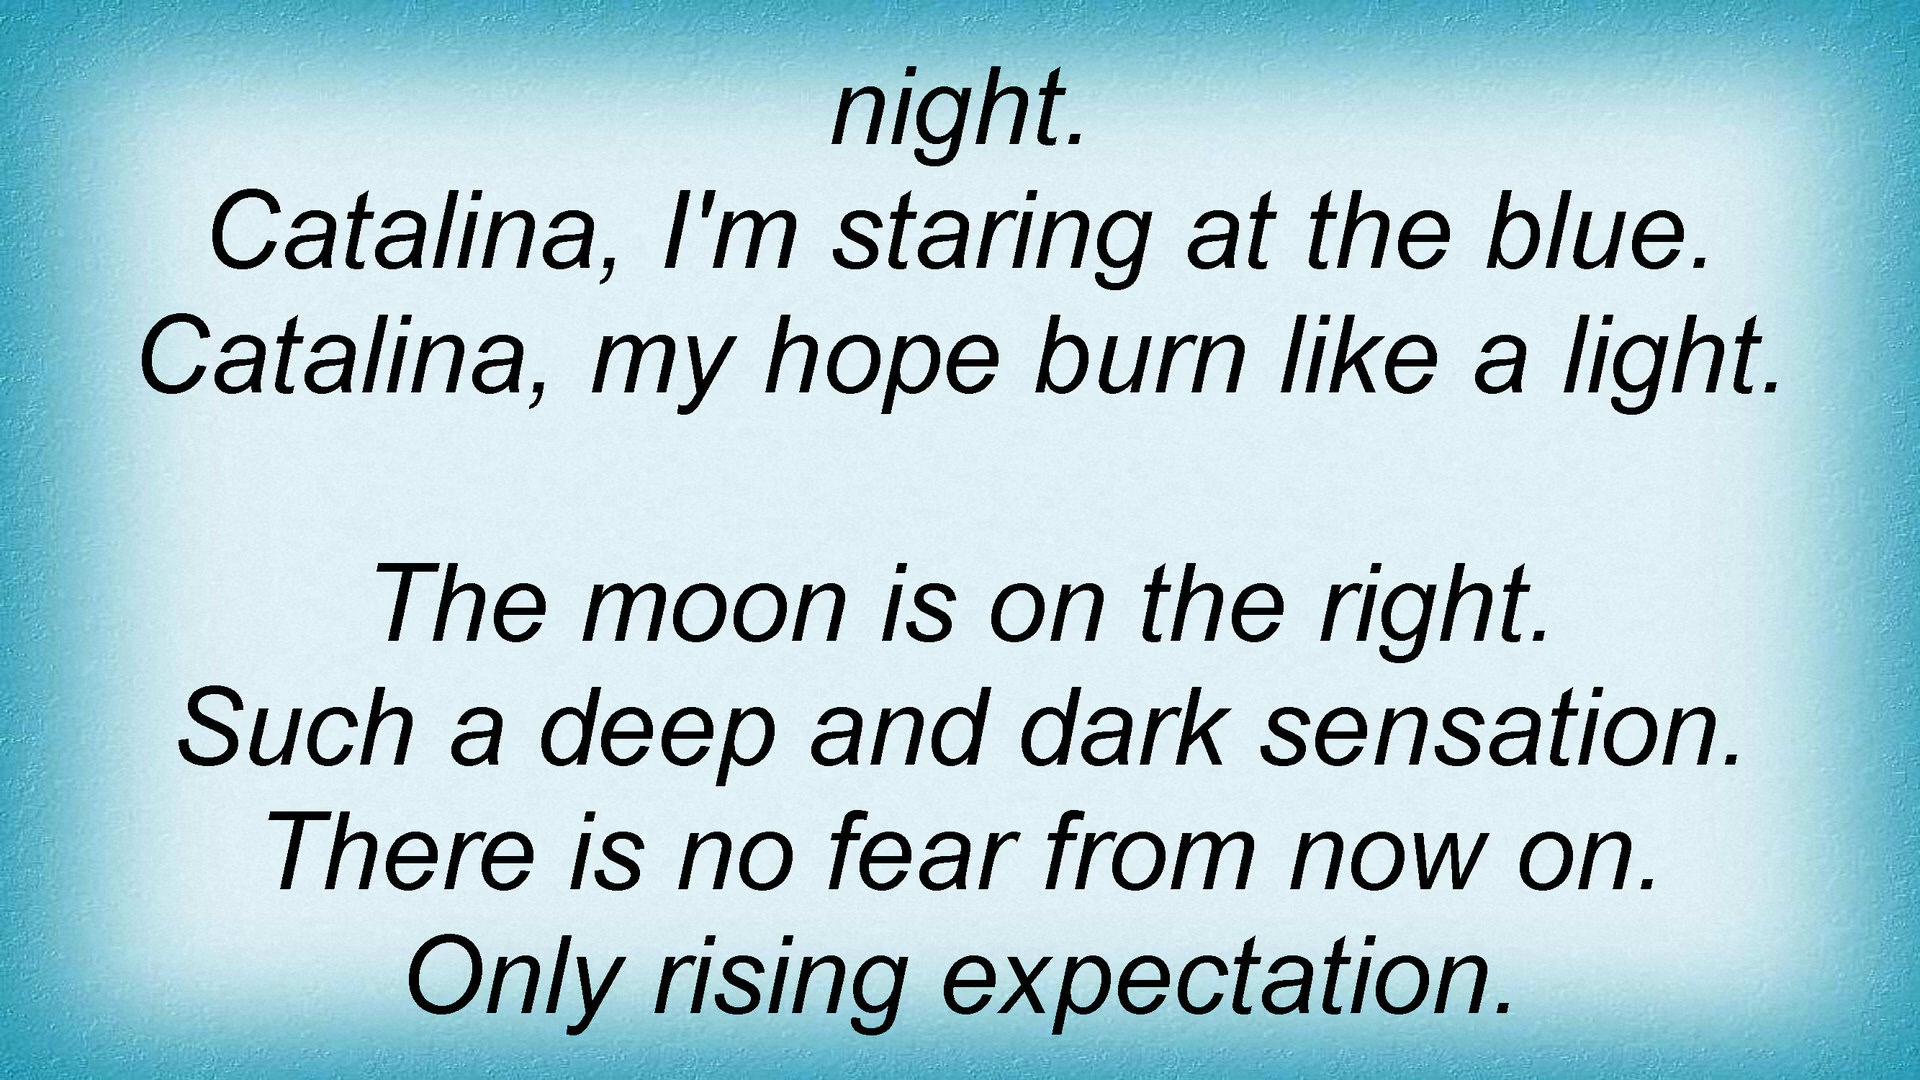 night.
Catalina, I'm staring at the blue.
Catalina, my hope burn like a light.
The moon is on the right.
Such a deep and dark sensation.
There is no fear from now on.
Only rising expectation.